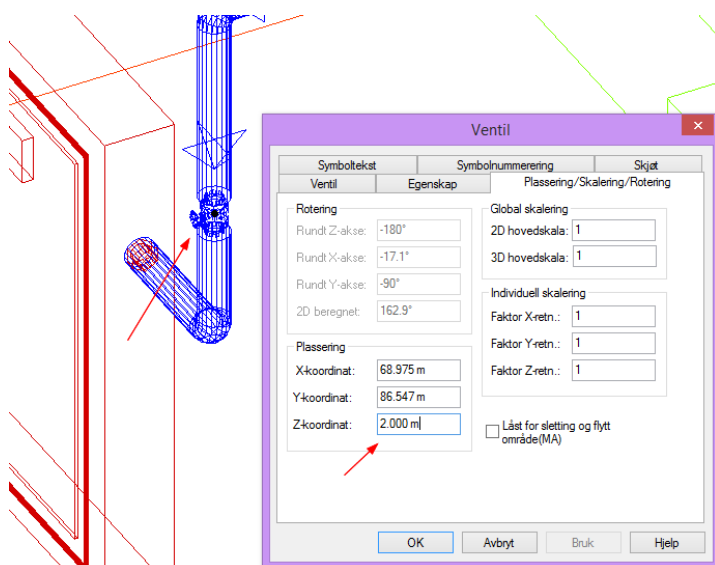 Ventil
×
Symboltekst
Symbolnummerering
Skjøt
Ventil
Egenskap
Plassering/Skalering/Rotering
Rotering
Rundt Z-akse: -180°
Rundt X-akse: -17.1°
Rundt Y-akse: -90°
2D beregnet: 162.9°
Plassering
X-koordinat: 68.975 m
Y-koordinat: 86.547 m
Z-koordinat: 2.000 m
Global skalering
2D hovedskala: 1
3D hovedskala: 1
Individuell skalering
Faktor X-retn.: 1
Faktor Y-retn.: 1
Faktor Z-retn.: 1
Låst for sletting og flytt
område(MA)
OK
Avbryt
Bruk
Hjelp